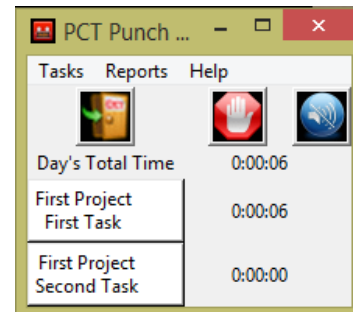 PCT Punch ...
Tasks Reports Help
Day's Total Time 0:00:06
First Project
First Task
0:00:06
First Project
Second Task
0:00:00